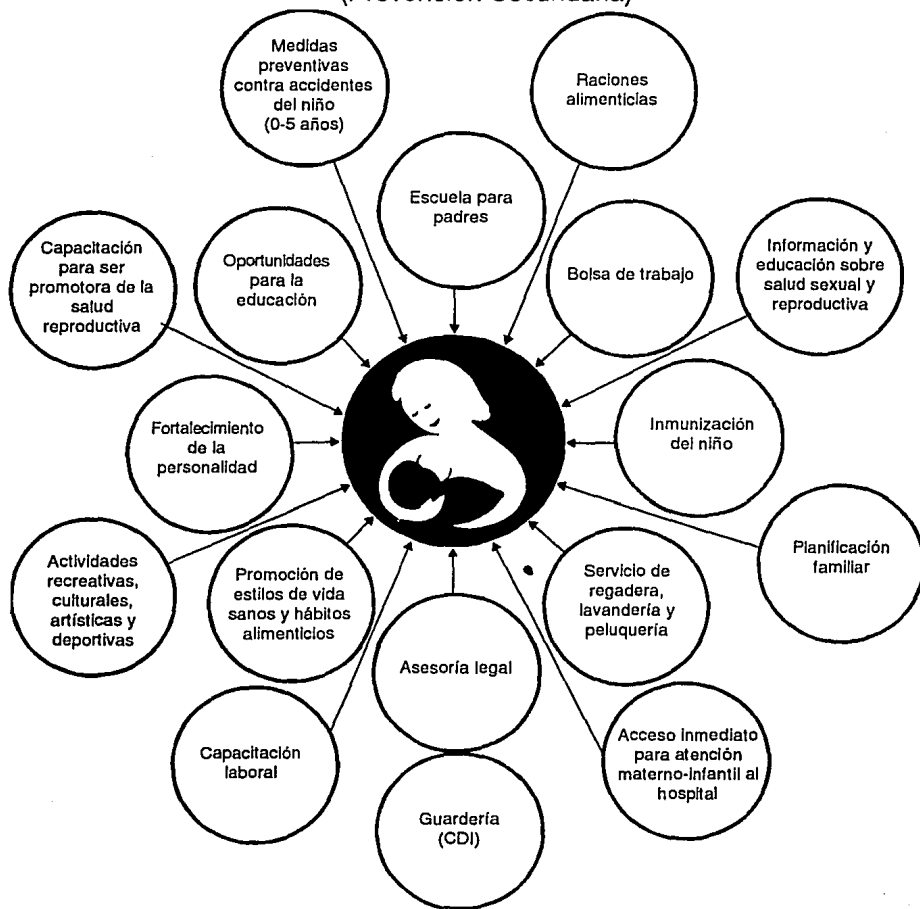 (Prevención Secundaria)
Medidas
preventivas
contra accidentes
del niño
(0-5 años)
Raciones
alimenticias
Escuela para
padres
Capacitación
para ser
promotora de la
salud
reproductiva
Oportunidades
para la
educación
Bolsa de trabajo
Información y
educación sobre
salud sexual y
reproductiva
Fortalecimiento
de la
personalidad
Inmunización
del niño
Actividades
recreativas,
culturales,
artísticas y
deportivas
Promoción de
estilos de vida
sanos y hábitos
alimenticios
Servicio de
regadera,
lavandería y
peluquería
Planificación
familiar
Asesoría legal
Capacitación
laboral
Acceso inmediato
para atención
materno-infantil al
hospital
Guardería
(CDI)